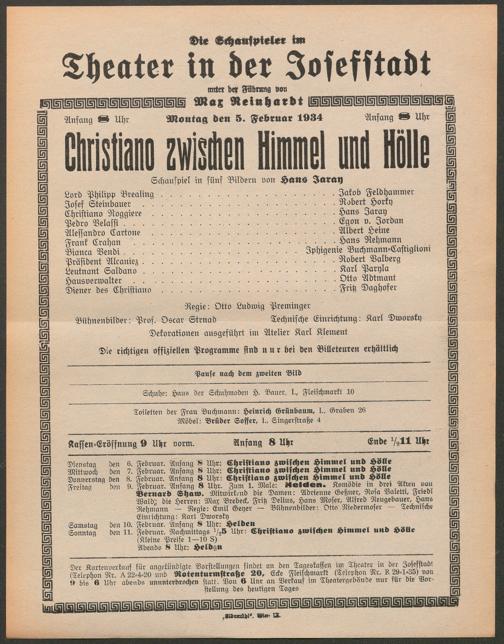 Die Schauspieler im
Theater in der Josefstadt
unter der Führung von
Max Reinhardt
Anfang 8 Uhr Montag den 5. Februar 1934 Anfang 8 Uhr
Christiano zwischen Himmel und Hölle
Schauspiel in fünf Bildern von Hans Jaray
Lord Philipp Brealing . . . Jakob Feldhammer
Josef Steinbauer . . . Robert Horky
Christiano Roggiere . . . Hans Jaray
Pedro Velassi . . . Egon v. Jordan
Alessandro Cartone . . . Albert Heine
Frank Crahan . . . Hans Rehmann
Bianca Bendi . . . Iphigenie Buchmann-Castiglioni
Präsident Alcaniez . . . Robert Valberg
Leutnant Saldano . . . Karl Paryla
Hausverwalter . . . Otto Adtmant
Diener des Christiano . . . Fritz Daghofer
Regie: Otto Ludwig Preminger
Bühnenbilder: Prof. Oscar Strnad Technische Einrichtung: Karl Dworsky
Dekorationen ausgeführt im Atelier Karl Klement
Die richtigen offiziellen Programme sind nur bei den Billeteuren erhältlich
Pause nach dem zweiten Bild
Schuhe: Haus der Schuhmoden H. Bauer, I., Fleischmarkt 10
Toiletten der Frau Buchmann: Heinrich Grünbaum, I., Graben 26
Möbel: Brüder Soffer, I., Singerstraße 4
Kassen-Eröffnung 9 Uhr vorm. Anfang 8 Uhr Ende 1/2 11 Uhr
Dienstag den 6. Februar. Anfang 8 Uhr: Christiano zwischen Himmel und Hölle
Mittwoch den 7. Februar. Anfang 8 Uhr: Christiano zwischen Himmel und Hölle
Donnerstag den 8. Februar. Anfang 8 Uhr: Christiano zwischen Himmel und Hölle
Freitag den 9. Februar. Anfang 8 Uhr: Zum 1. Male: Helden. Komödie in drei Akten von
Bernard Shaw. Mitwirkend die Damen: Adrienne Geßner, Rosa Valetti, Friedl
Wald; die Herren: Max Brebeck, Fritz Delius, Hans Moser, Alfred Neugebauer, Hans
Rehmann — Regie: Emil Geyer — Bühnenbilder: Otto Niedermoser — Technische
Einrichtung: Karl Dworsky
Samstag den 10. Februar. Anfang 8 Uhr: Helden
Sonntag den 11. Februar. Nachmittags 1/2 5 Uhr: Christiano zwischen Himmel und Hölle
(Kleine Preise 1—10 S)
Abends 8 Uhr: Helden
Der Kartenverkauf für angekündigte Vorstellungen findet an den Tageskassen im Theater in der Josefstadt
(Telephon Nr. A 22-4-20 und Rotenturmstraße 20, Ecke Fleischmarkt (Telephon Nr. R 29-1-35) von
9 bis 6 Uhr abends ununterbrochen statt. Von 6 Uhr an Verkauf im Theatergebäude nur für die Vor-
stellung des heutigen Tages